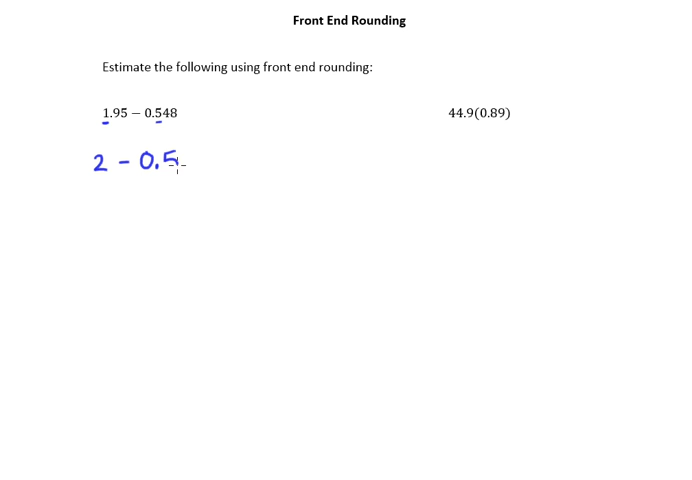 Front End Rounding
Estimate the following using front end rounding:
1.95 − 0.548
44.9(0.89)
2 - 0.5